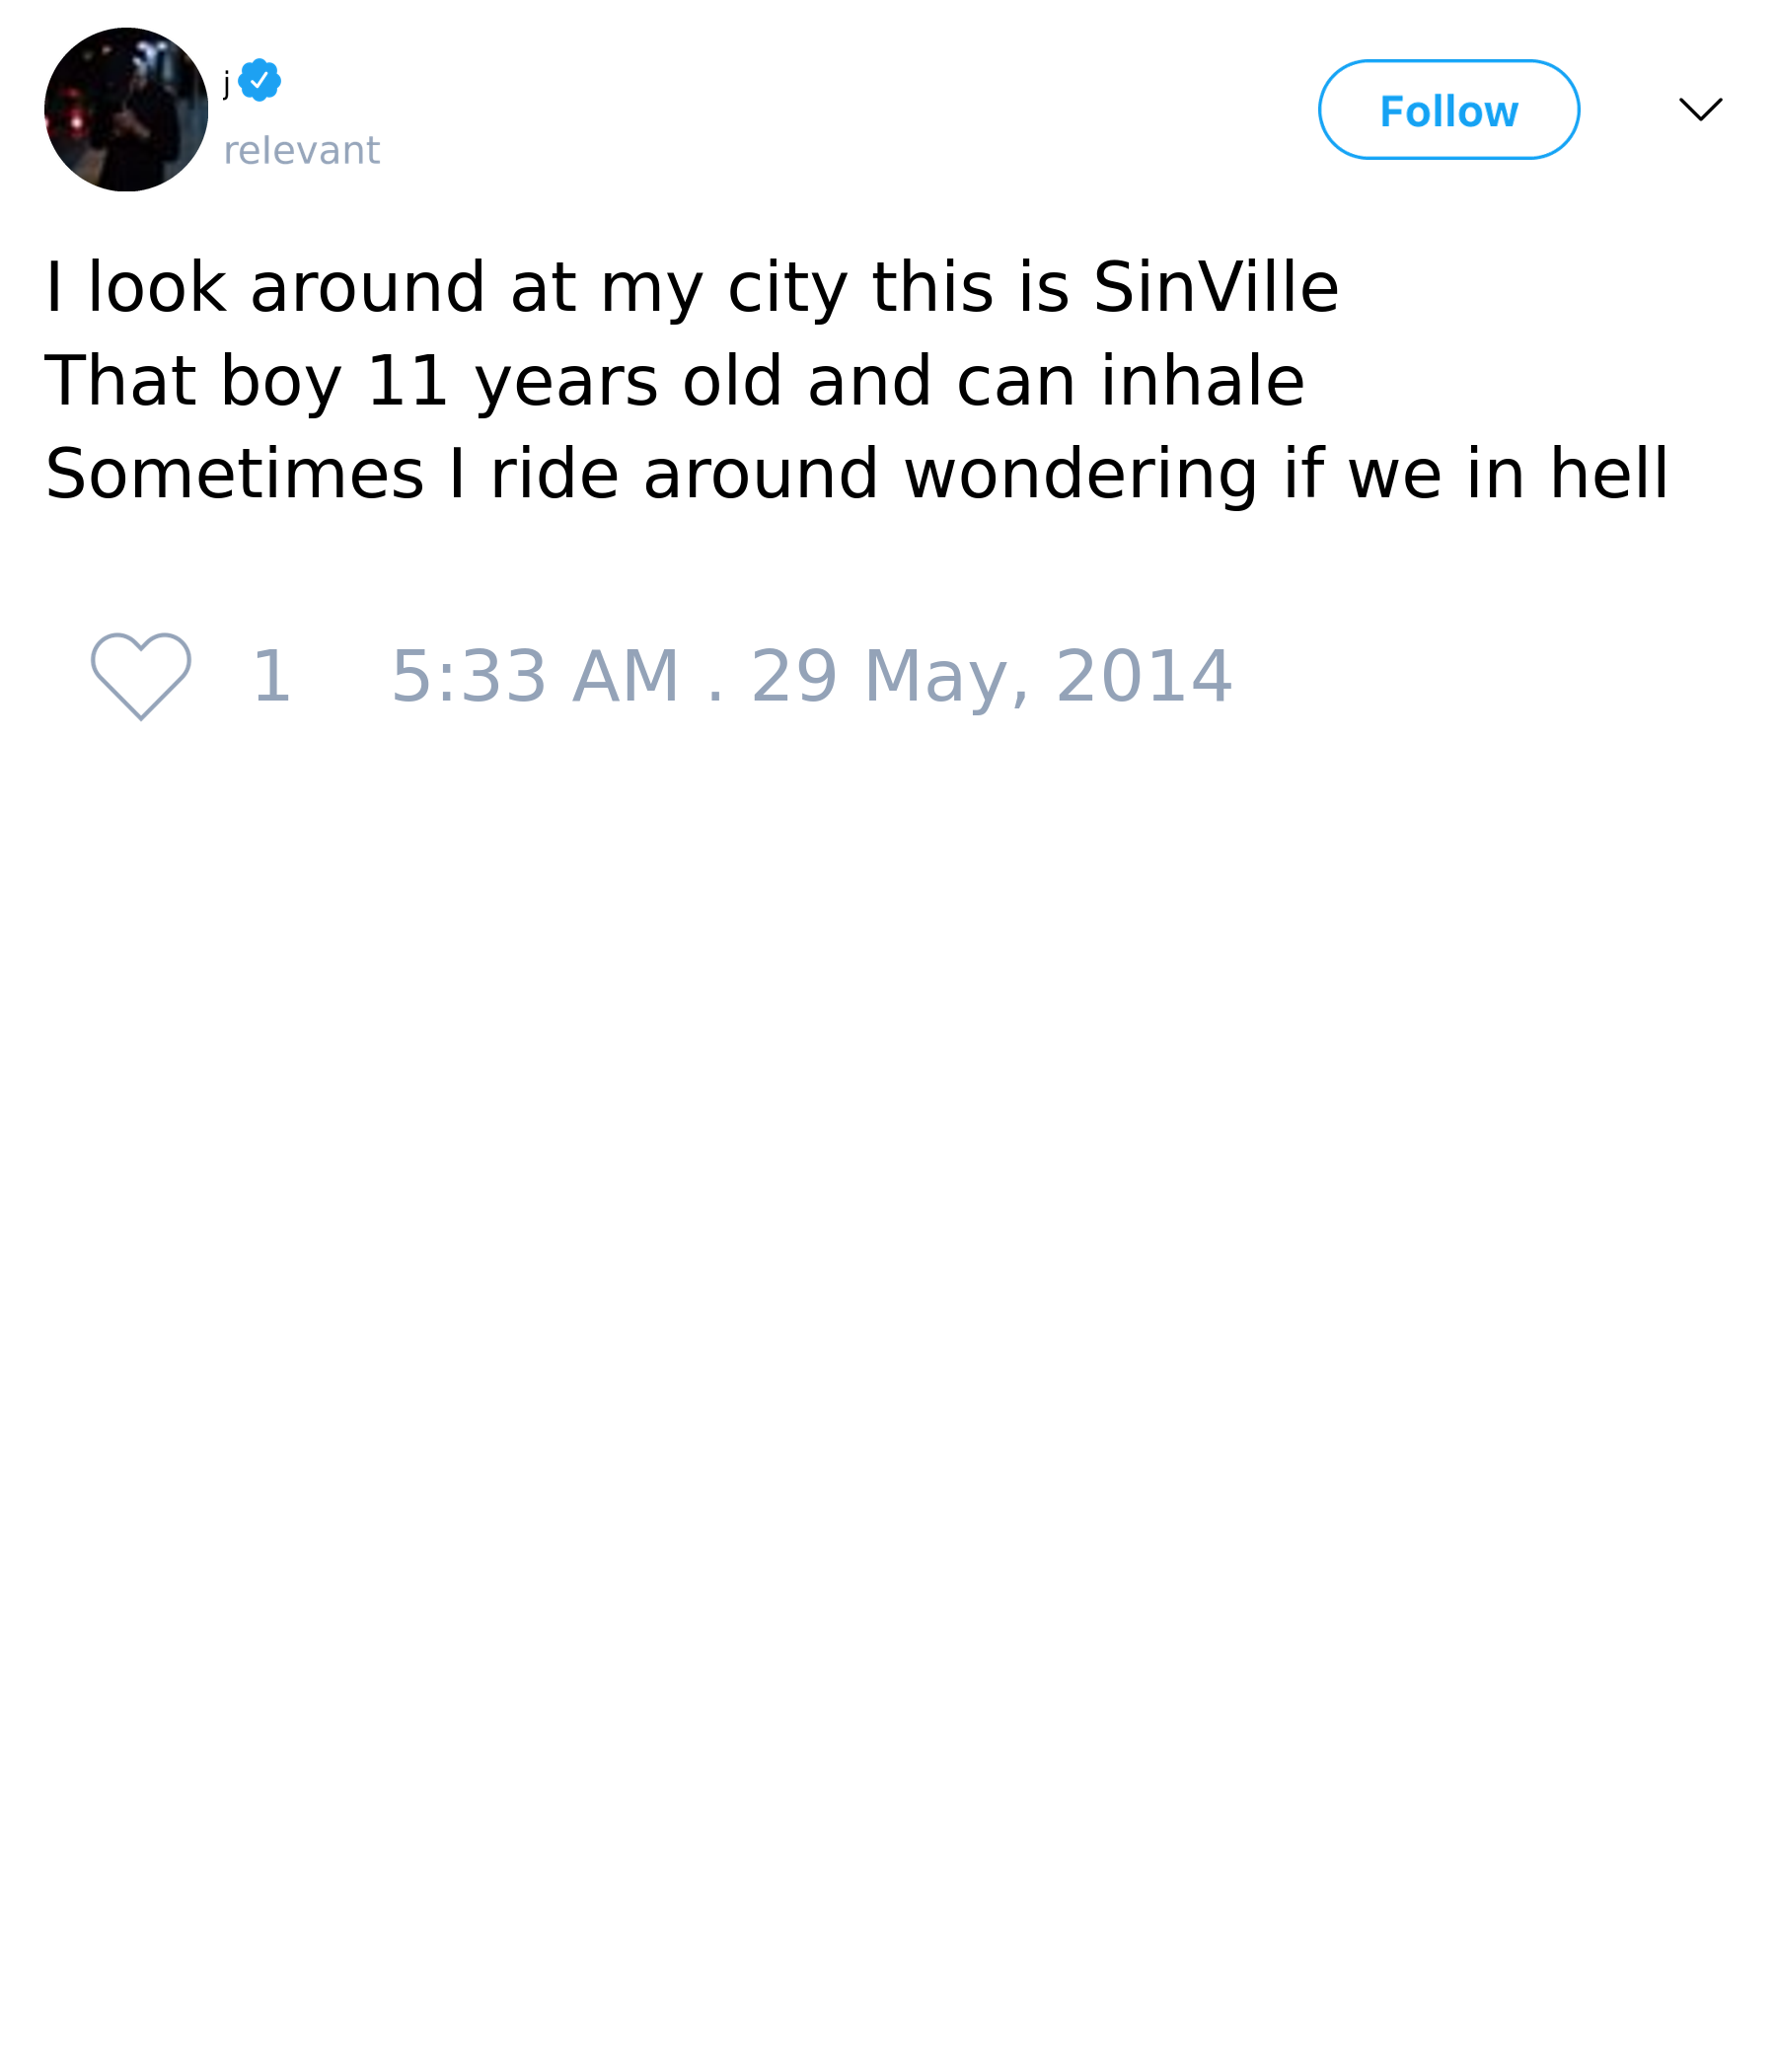 j
relevant
Follow
I look around at my city this is SinVille
That boy 11 years old and can inhale
Sometimes I ride around wondering if we in hell
1 5:33 AM . 29 May, 2014